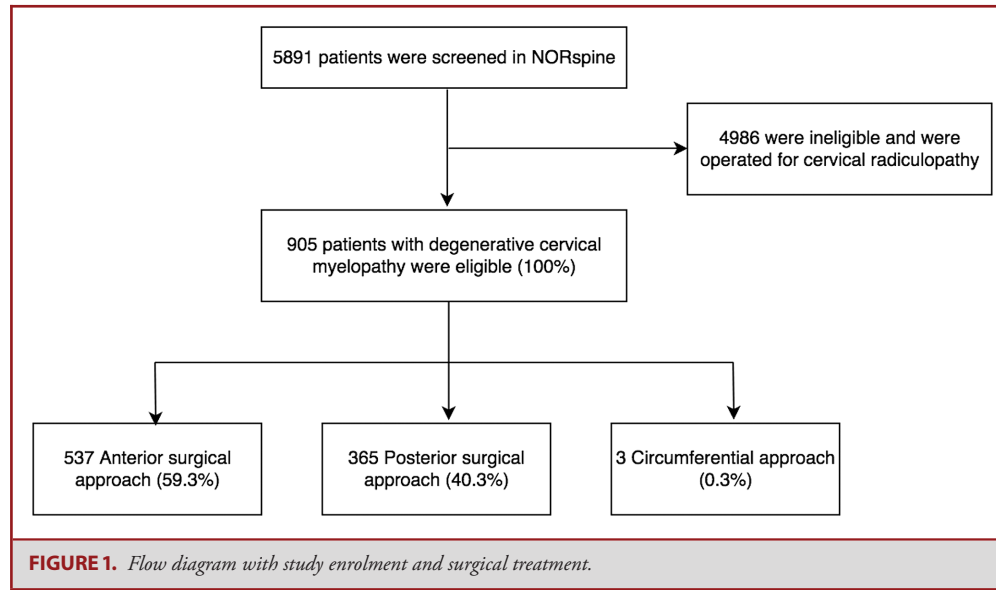 5891 patients were screened in NORspine
4986 were ineligible and were
operated for cervical radiculopathy
905 patients with degenerative cervical
myelopathy were eligible (100%)
537 Anterior surgical
approach (59.3%)
365 Posterior surgical
approach (40.3%)
3 Circumferential approach
(0.3%)
FIGURE 1. Flow diagram with study enrolment and surgical treatment.